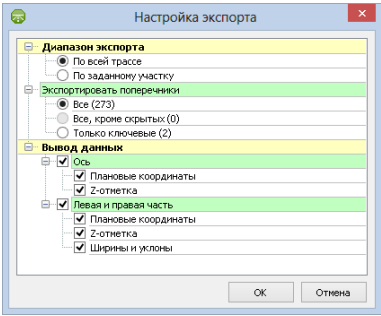 Настройка экспорта
Диапазон экспорта
По всей трассе
По заданному участку
Экспортировать поперечники
Все (273)
Все, кроме скрытых (0)
Только ключевые (2)
Вывод данных
Ось
Плановые координаты
Z-отметка
Левая и правая часть
Плановые координаты
Z-отметка
Ширины и уклоны
ОК
Отмена